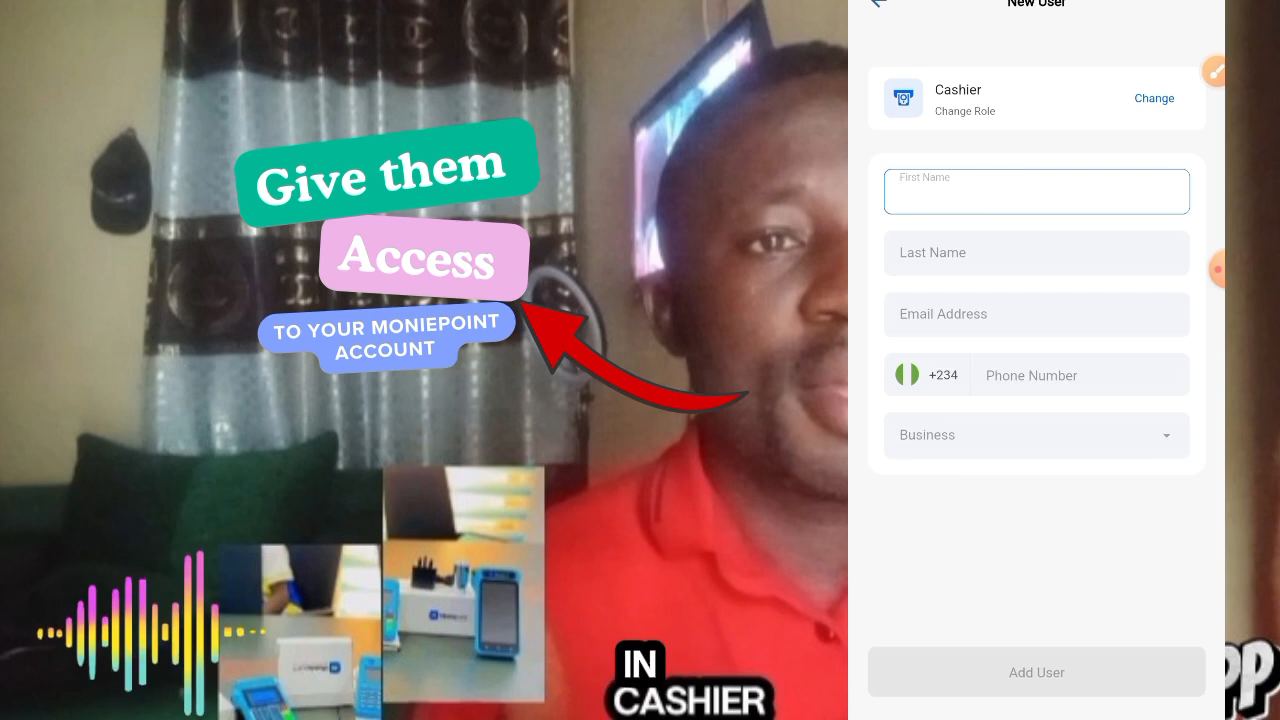 Give them
Access
TO YOUR MONIEPOINT
ACCOUNT
IN
CASHIER
New User
Cashier
Change Role
Change
First Name
Last Name
Email Address
+234
Phone Number
Business
Add User